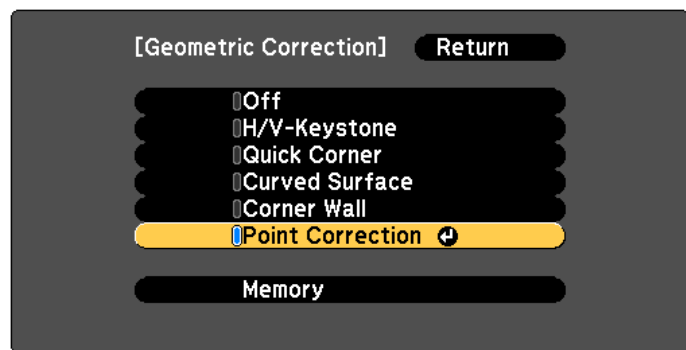 [Geometric Correction] Return
Off
H/V-Keystone
Quick Corner
Curved Surface
Corner Wall
Point Correction
Memory